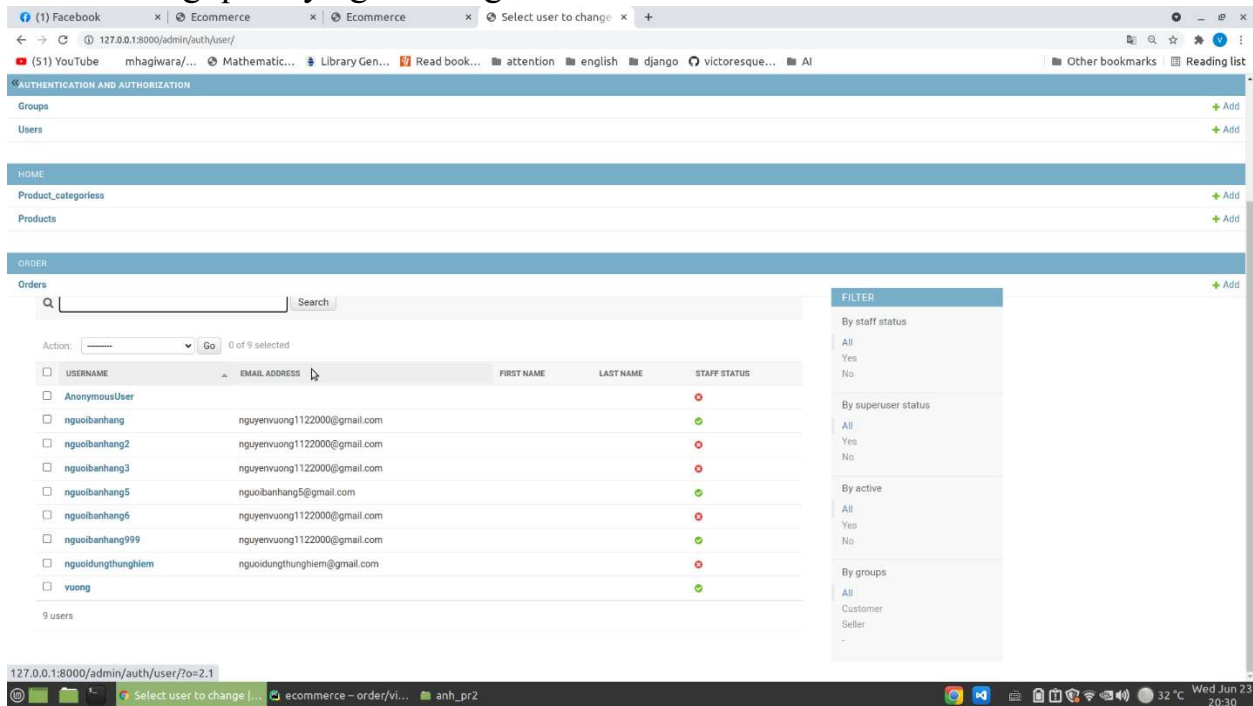 (1) Facebook × Ecommerce × Ecommerce × Select user to change × +
127.0.0.1:8000/admin/auth/user/
(51) YouTube mhagiwara/... Mathematic... Library Gen... Read book... attention english django victoresque... AI Other bookmarks Reading list
AUTHENTICATION AND AUTHORIZATION
Groups + Add
Users + Add
HOME
Product_categoriess + Add
Products + Add
ORDER
Orders + Add
Search
Action: --------- Go 0 of 9 selected
USERNAME EMAIL ADDRESS FIRST NAME LAST NAME STAFF STATUS
AnonymousUser
nguoibanhang nguyenvuong1122000@gmail.com
nguoibanhang2 nguyenvuong1122000@gmail.com
nguoibanhang3 nguyenvuong1122000@gmail.com
nguoibanhang5 nguoibanhang5@gmail.com
nguoibanhang6 nguyenvuong1122000@gmail.com
nguoibanhang999 nguyenvuong1122000@gmail.com
nguoidungthunghiem nguoidungthunghiem@gmail.com
vuong
9 users
FILTER
By staff status
All
Yes
No
By superuser status
All
Yes
No
By active
All
Yes
No
By groups
All
Customer
Seller
-
127.0.0.1:8000/admin/auth/user/?o=2.1
Select user to change |... ecommerce – order/vi... anh_pr2 32 °C Wed Jun 23
20:30